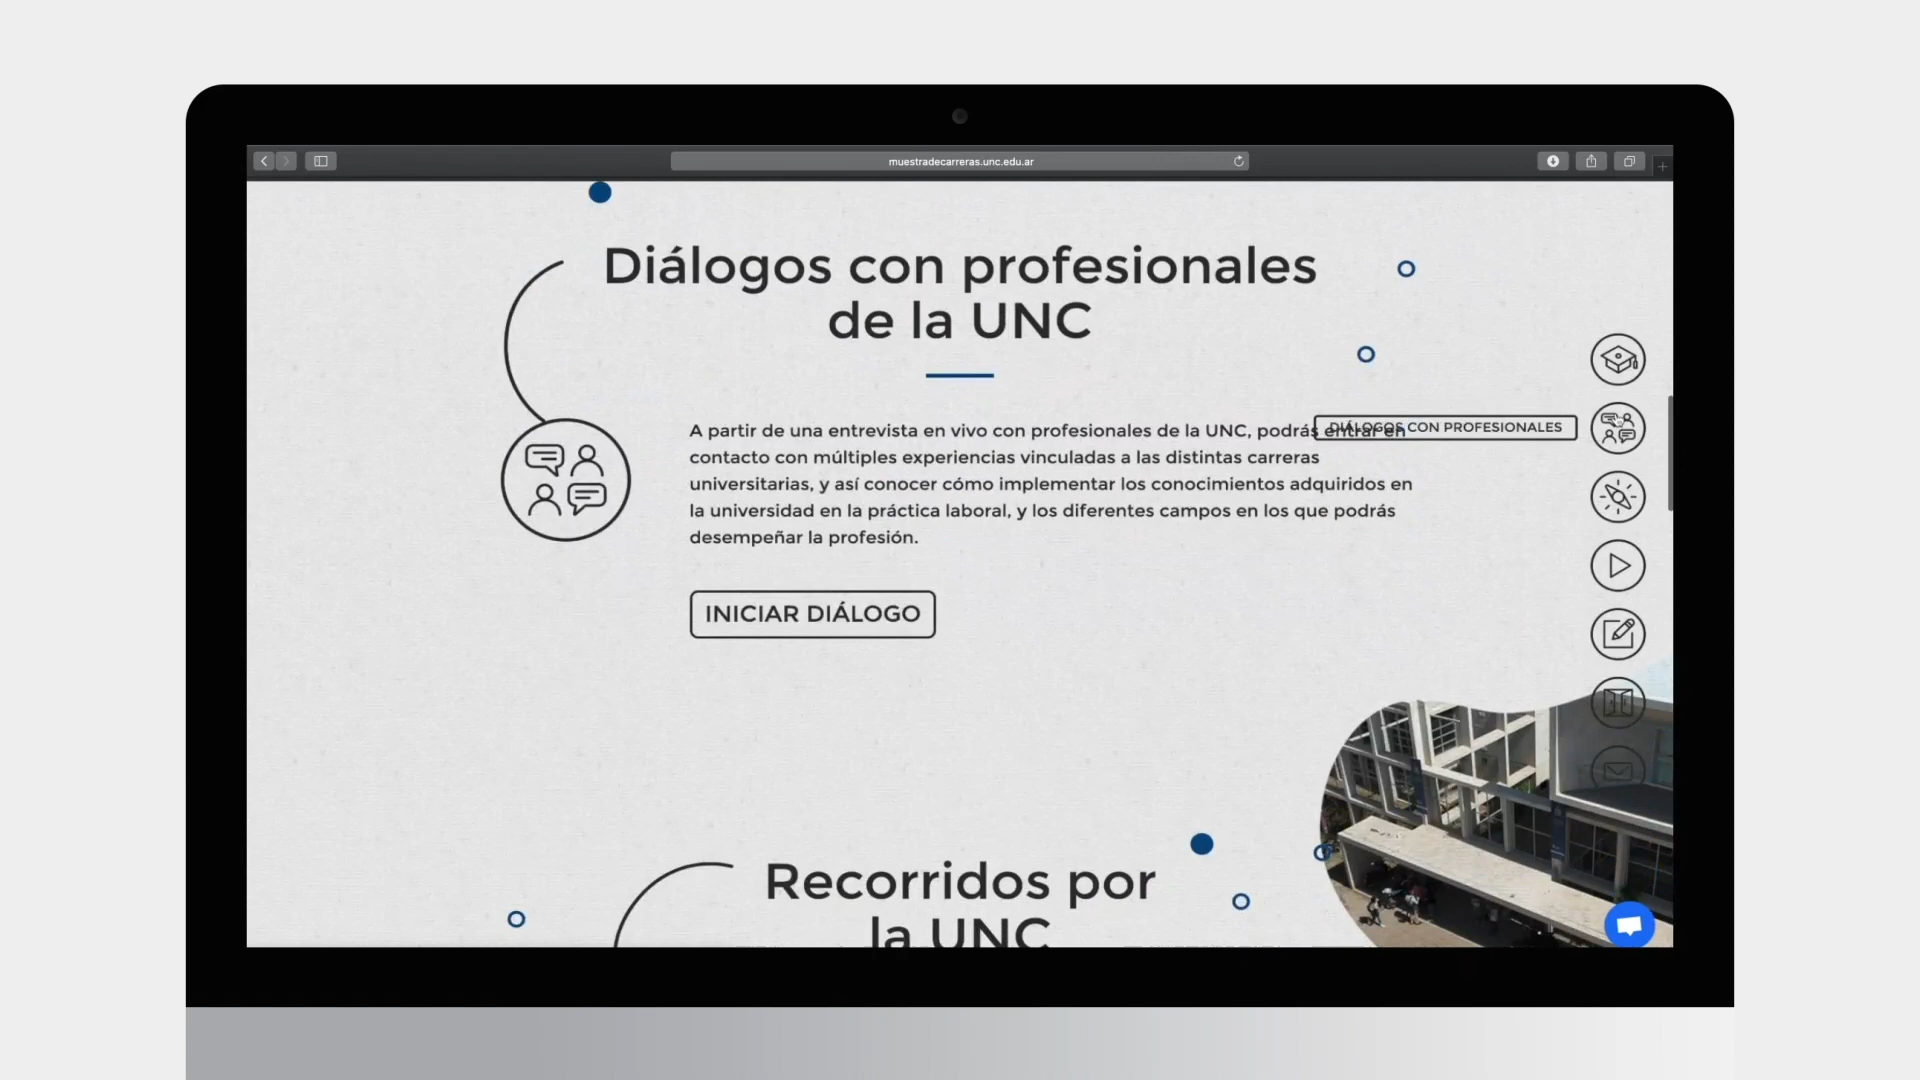 muestradecarreras.unc.edu.ar
Diálogos con profesionales
de la UNC
A partir de una entrevista en vivo con profesionales de la UNC, podrás entrar en
DIÁLOGOS CON PROFESIONALES
contacto con múltiples experiencias vinculadas a las distintas carreras
universitarias, y así conocer cómo implementar los conocimientos adquiridos en
la universidad en la práctica laboral, y los diferentes campos en los que podrás
desempeñar la profesión.
INICIAR DIÁLOGO
Recorridos por
la UNC